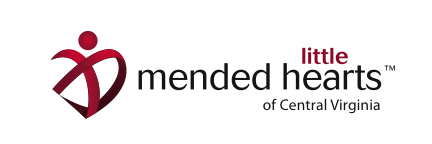 little
mended hearts™
of Central Virginia